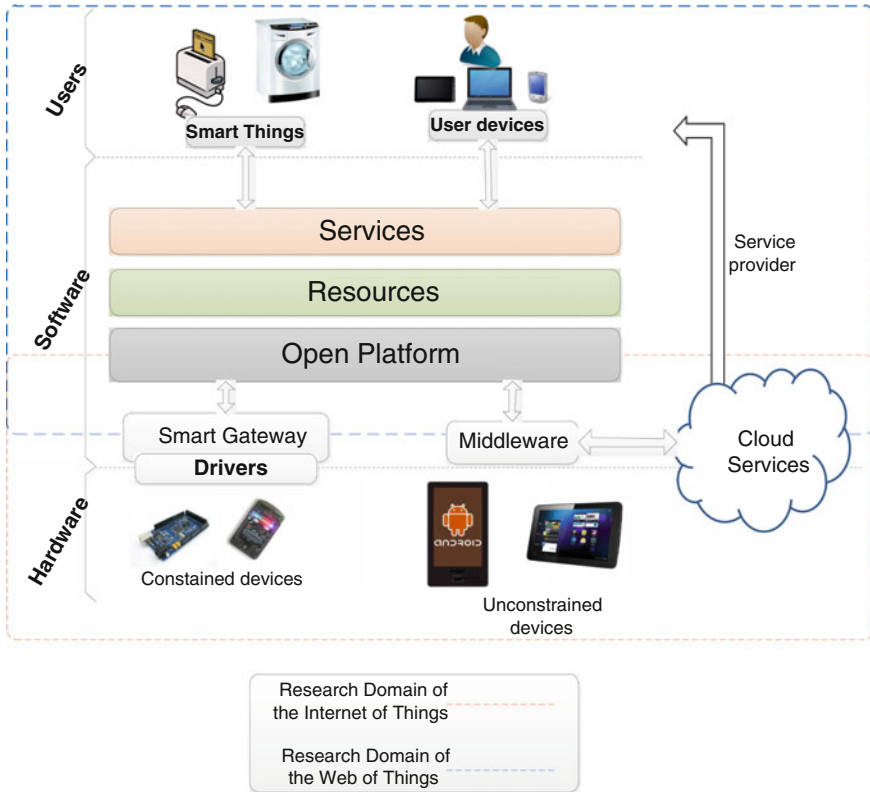 Users
Smart Things
User devices
Software
Services
Resources
Open Platform
Service
provider
Smart Gateway
Drivers
Middleware
Cloud
Services
Hardware
ANDROID
Constained devices
Unconstrained
devices
Research Domain of
the Internet of Things
Research Domain of
the Web of Things